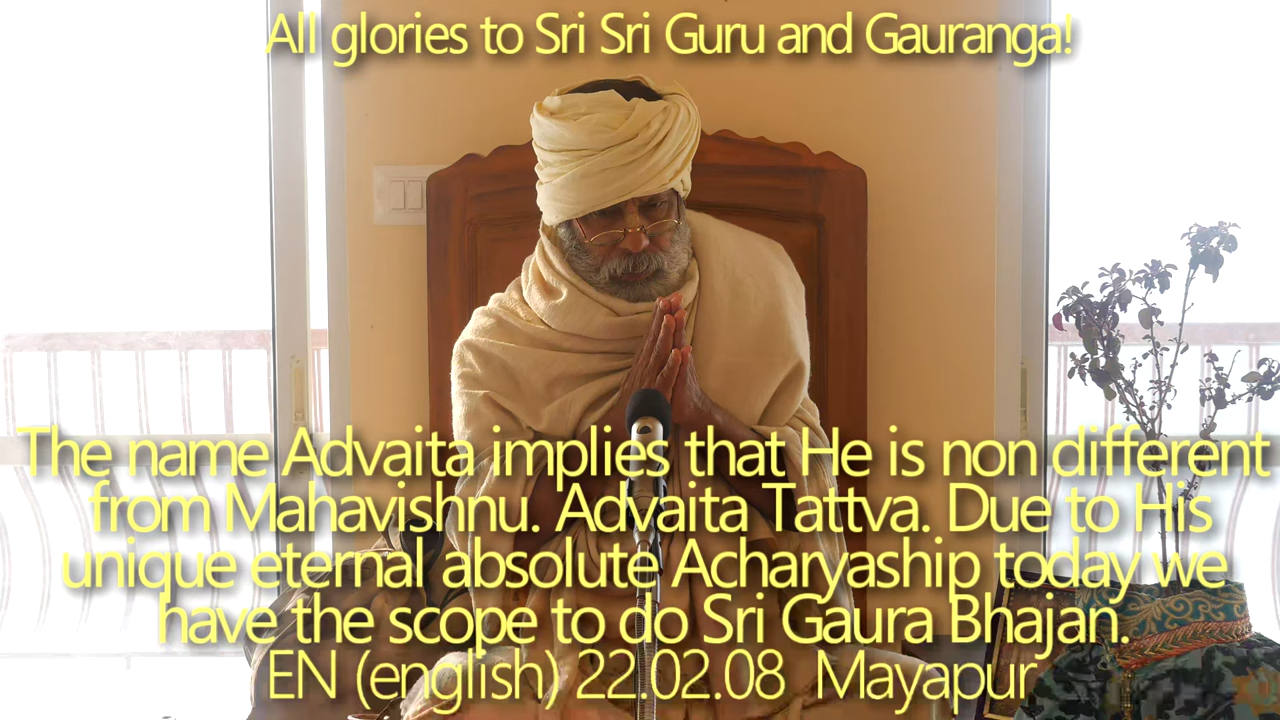 All glories to Sri Sri Guru and Gauranga!
The name Advaita implies that He is non different
from Mahavishnu. Advaita Tattva. Due to His
unique eternal absolute Acharyaship today we
have the scope to do Sri Gaura Bhajan.
EN (english) 22.02.08 Mayapur